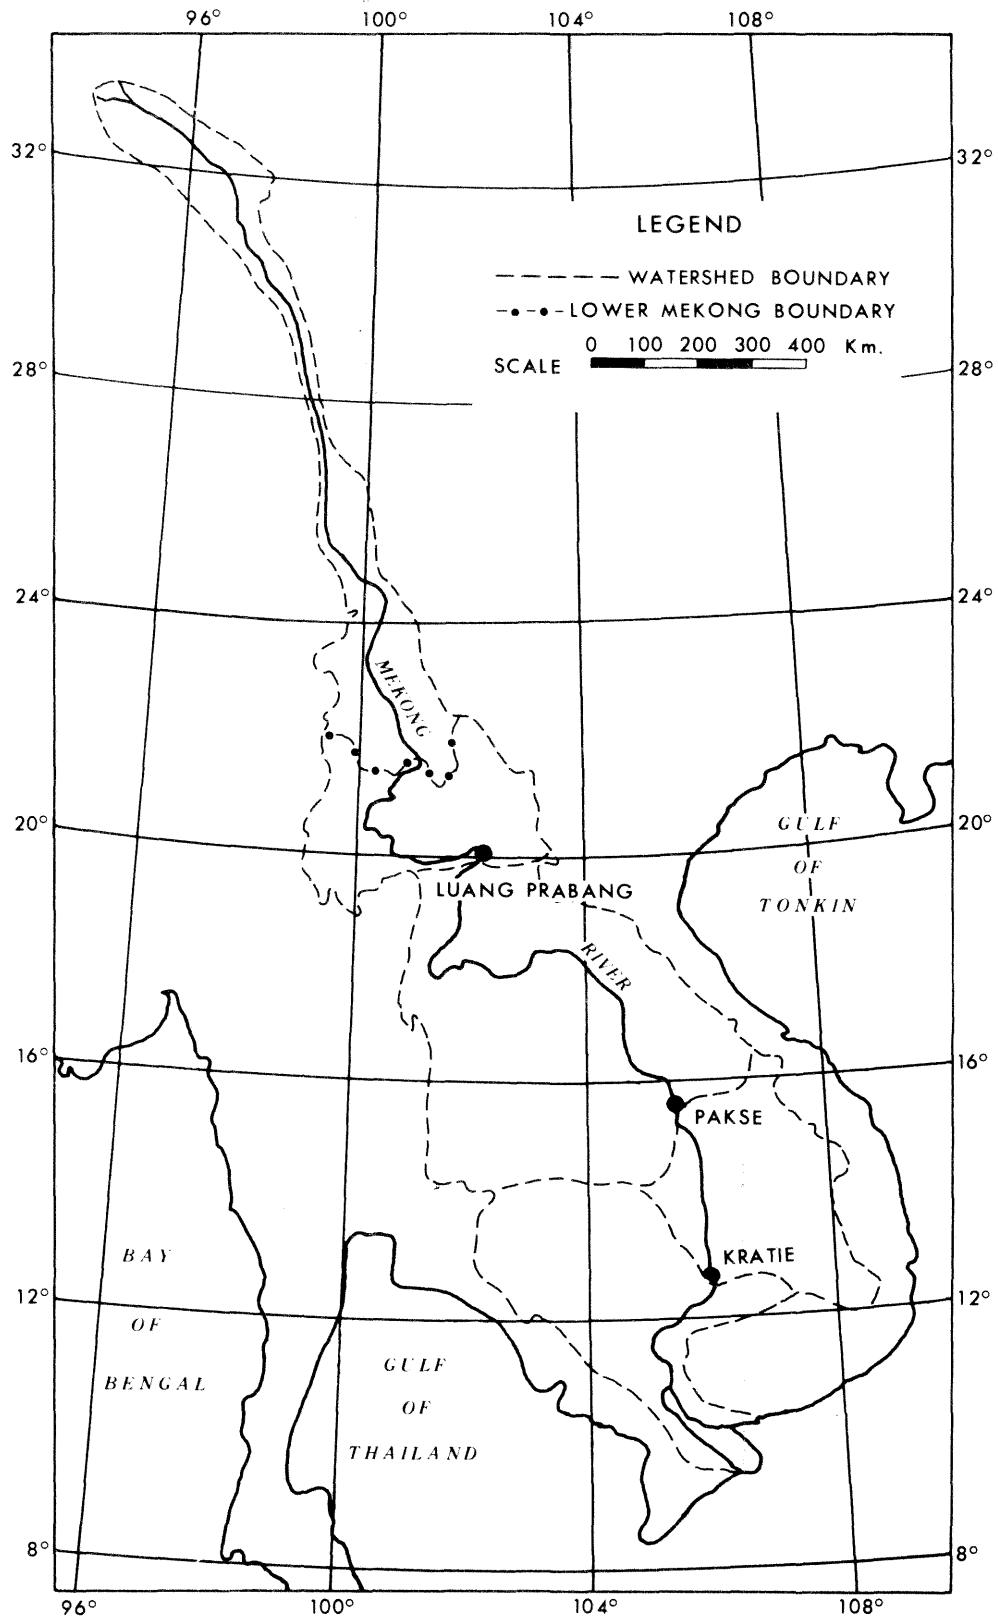 96° 100° 104° 108°
32° 32°
LEGEND
WATERSHED BOUNDARY
LOWER MEKONG BOUNDARY
0 100 200 300 400 Km.
SCALE
28° 28°
24° 24°
MEKONG
20° 20°
GULF
OF
TONKIN
LUANG PRABANG
RIVER
16° 16°
PAKSE
BAY
OF
BENGAL
KRATIE
12° 12°
GULF
OF
THAILAND
8° 8°
96° 100° 104° 108°